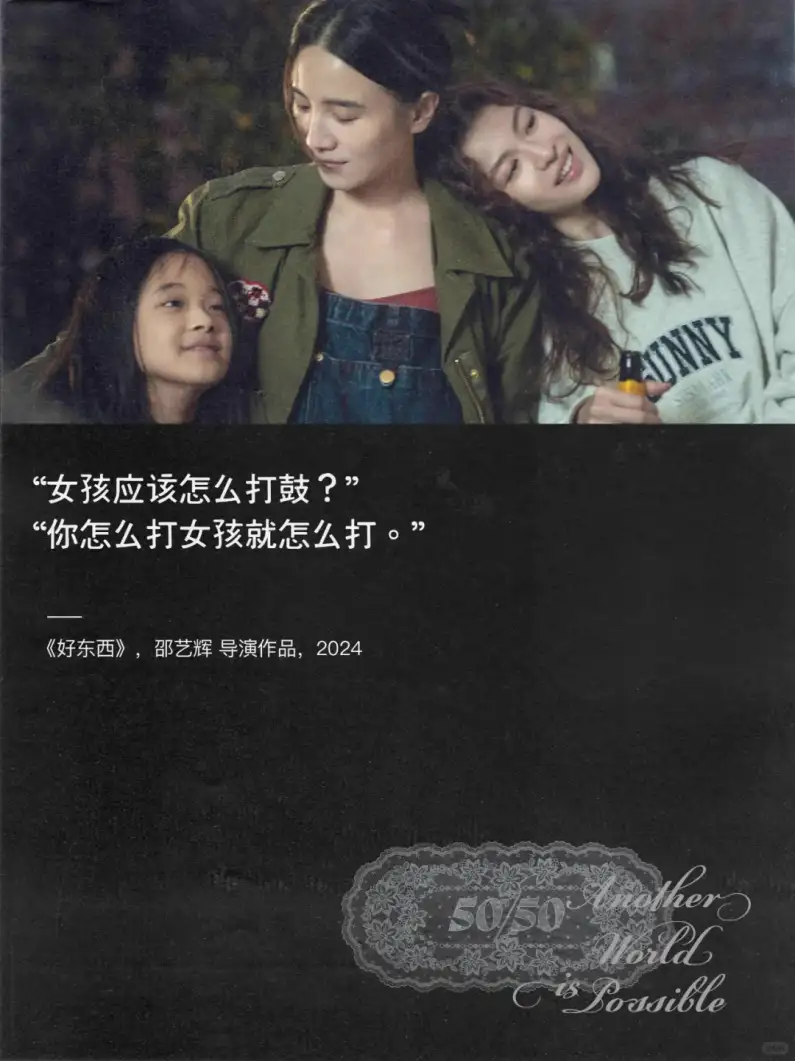 UNNY
“女孩应该怎么打鼓？”
“你怎么打女孩就怎么打。”
《好东西》，邵艺辉 导演作品，2024
50/50
Another
World
is Possible